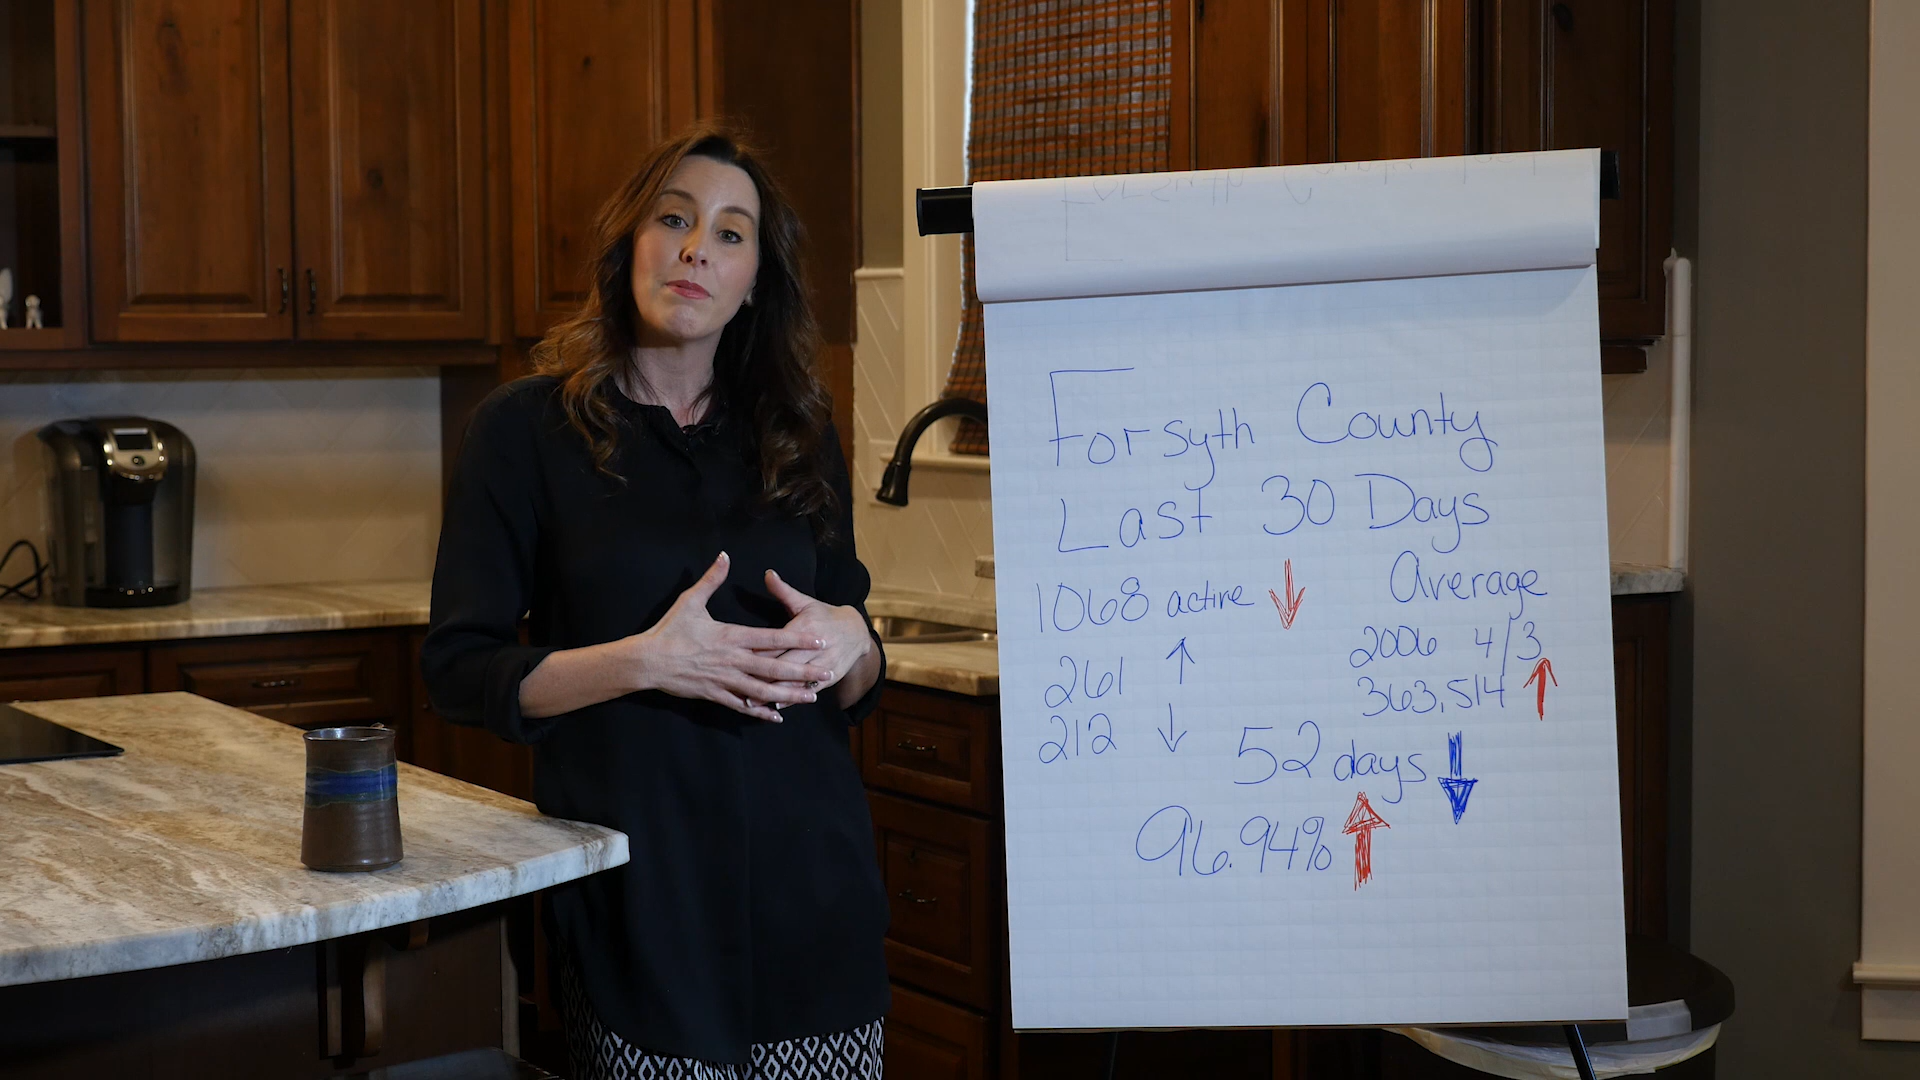 Forsyth County
Last 30 Days
1068 active ↓
261 ↑
212 ↓
Average
2006 4/3
363,514 ↑
52 days ↓
96.94% ↑